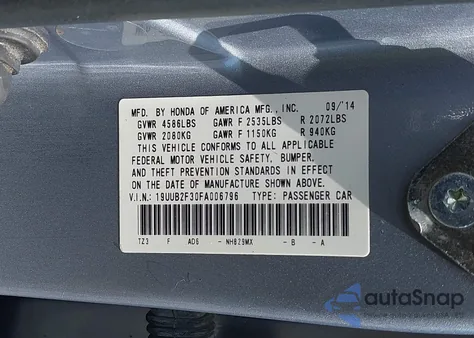 MFD. BY HONDA OF AMERICA MFG., INC. 09/14
GVWR 4586LBS GAWR F 2535LBS R 2072LBS
GVWR 2080KG GAWR F 1150KG R 940KG
THIS VEHICLE CONFORMS TO ALL APPLICABLE
FEDERAL MOTOR VEHICLE SAFETY, BUMPER,
AND THEFT PREVENTION STANDARDS IN EFFECT
ON THE DATE OF MANUFACTURE SHOWN ABOVE.
V.I.N.: 19UUB2F30FA006796 TYPE: PASSENGER CAR
TZ3 F AD6 - NH829MX - B - A
autaSnap